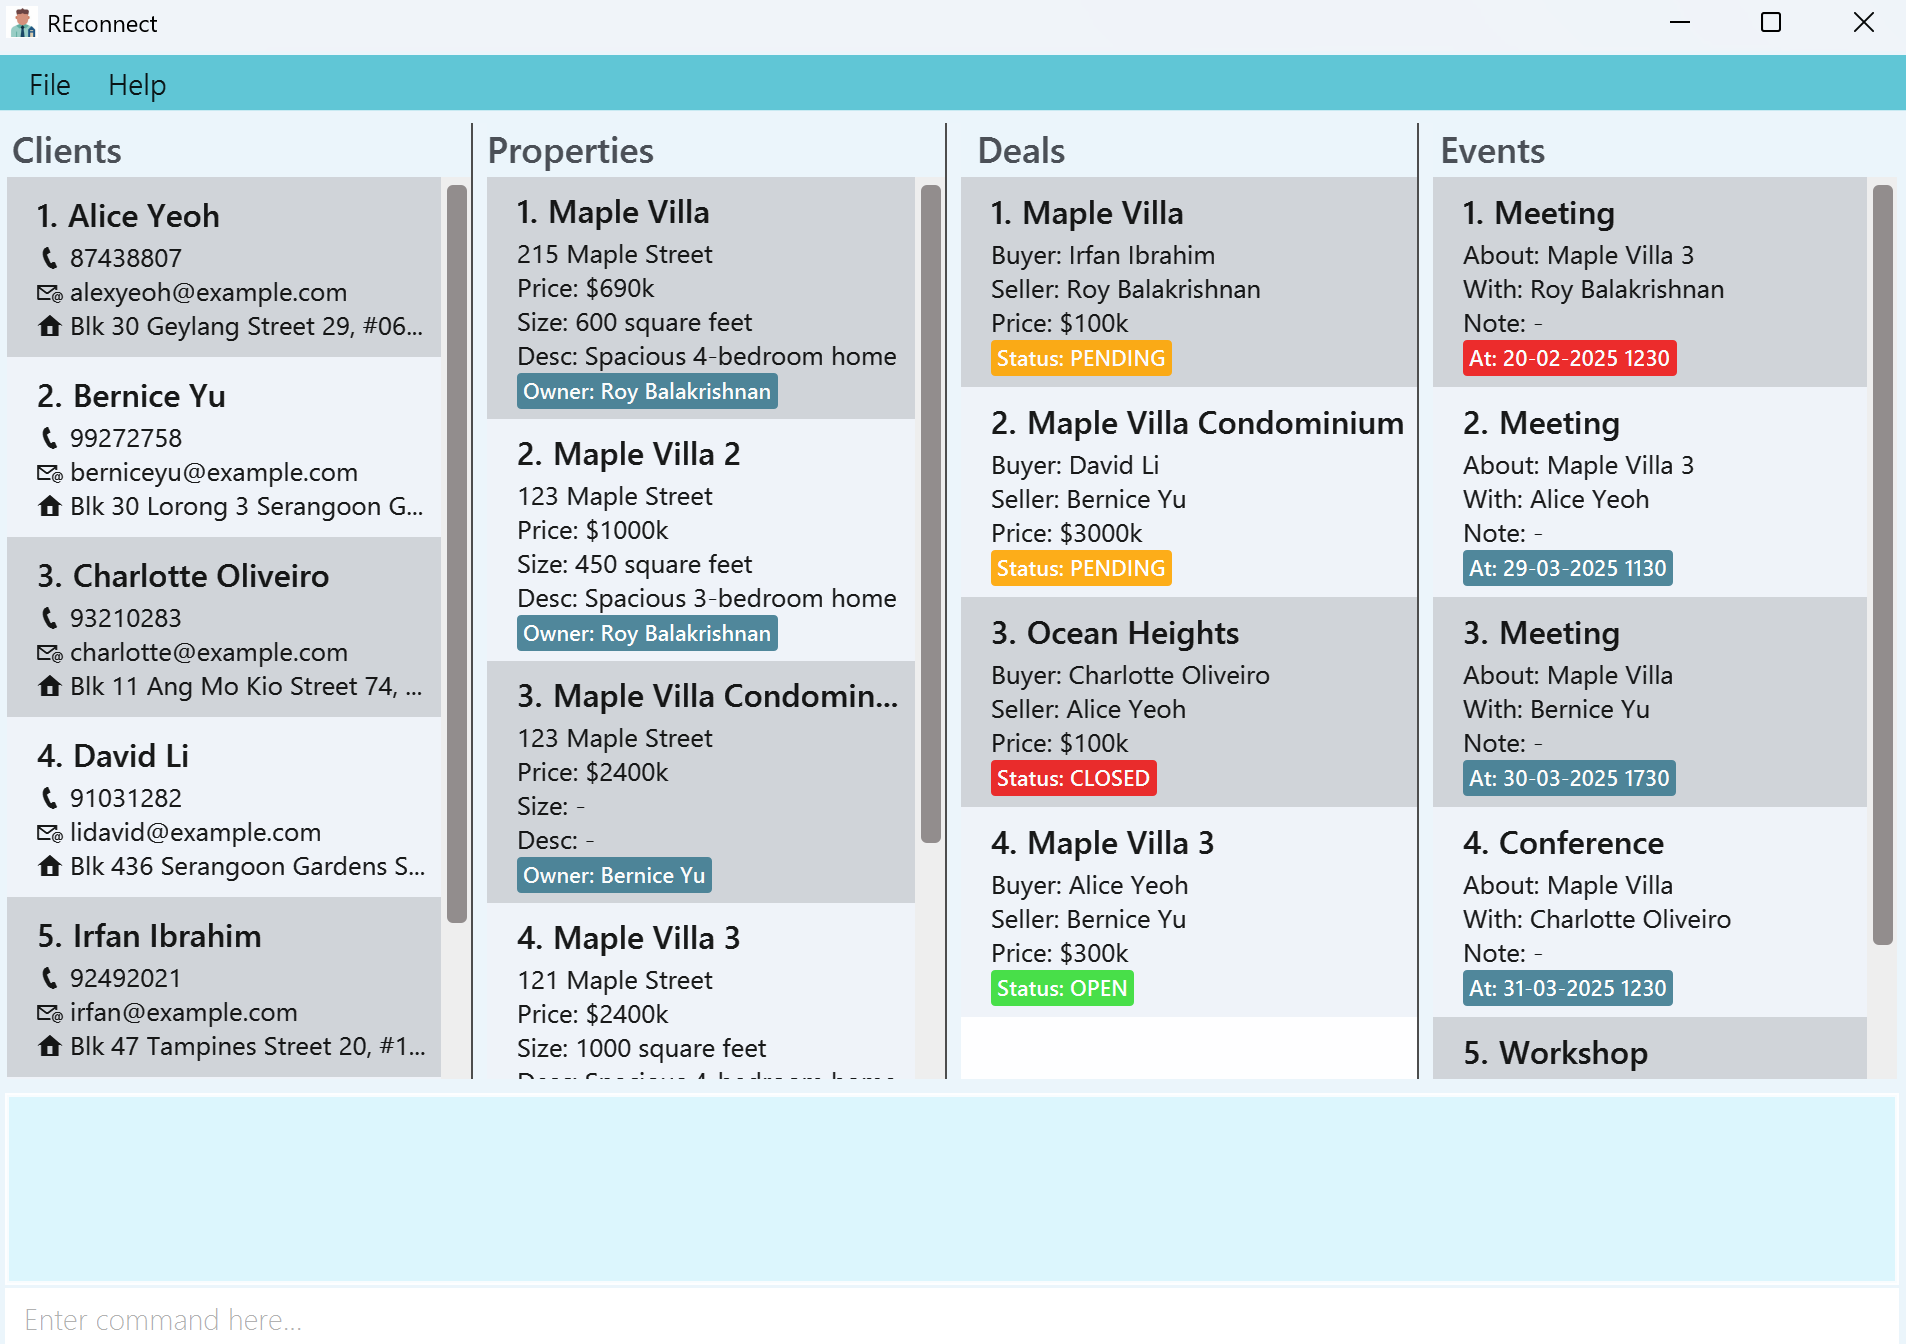 REconnect
File Help
Clients
1. Alice Yeoh
87438807
alexyeoh@example.com
Blk 30 Geylang Street 29, #06...
2. Bernice Yu
99272758
berniceyu@example.com
Blk 30 Lorong 3 Serangoon G...
3. Charlotte Oliveiro
93210283
charlotte@example.com
Blk 11 Ang Mo Kio Street 74, ...
4. David Li
91031282
lidavid@example.com
Blk 436 Serangoon Gardens S...
5. Irfan Ibrahim
92492021
irfan@example.com
Blk 47 Tampines Street 20, #1...
Properties
1. Maple Villa
215 Maple Street
Price: $690k
Size: 600 square feet
Desc: Spacious 4-bedroom home
Owner: Roy Balakrishnan
2. Maple Villa 2
123 Maple Street
Price: $1000k
Size: 450 square feet
Desc: Spacious 3-bedroom home
Owner: Roy Balakrishnan
3. Maple Villa Condomin...
123 Maple Street
Price: $2400k
Size: -
Desc: -
Owner: Bernice Yu
4. Maple Villa 3
121 Maple Street
Price: $2400k
Size: 1000 square feet
Desc: Spacious 4-bedroom home
Deals
1. Maple Villa
Buyer: Irfan Ibrahim
Seller: Roy Balakrishnan
Price: $100k
Status: PENDING
2. Maple Villa Condominium
Buyer: David Li
Seller: Bernice Yu
Price: $3000k
Status: PENDING
3. Ocean Heights
Buyer: Charlotte Oliveiro
Seller: Alice Yeoh
Price: $100k
Status: CLOSED
4. Maple Villa 3
Buyer: Alice Yeoh
Seller: Bernice Yu
Price: $300k
Status: OPEN
Events
1. Meeting
About: Maple Villa 3
With: Roy Balakrishnan
Note: -
At: 20-02-2025 1230
2. Meeting
About: Maple Villa 3
With: Alice Yeoh
Note: -
At: 29-03-2025 1130
3. Meeting
About: Maple Villa
With: Bernice Yu
Note: -
At: 30-03-2025 1730
4. Conference
About: Maple Villa
With: Charlotte Oliveiro
Note: -
At: 31-03-2025 1230
5. Workshop
Enter command here...